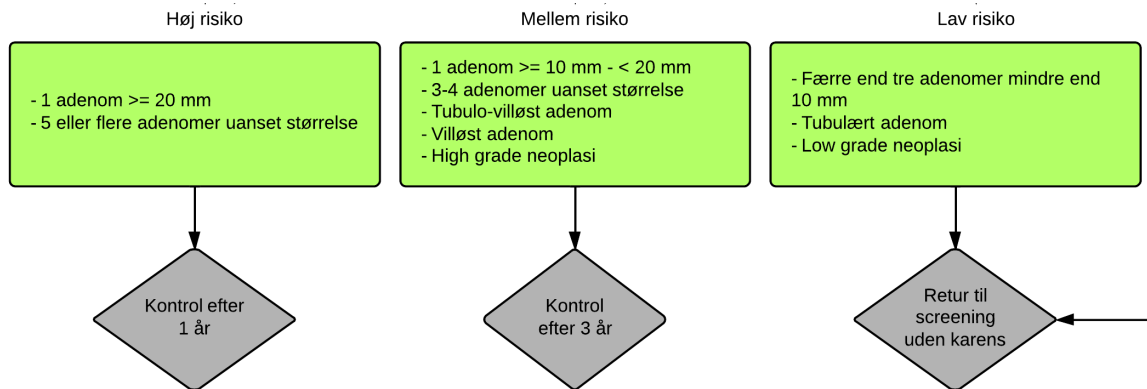 Høj risiko
- 1 adenom >= 20 mm
- 5 eller flere adenomer uanset størrelse
Kontrol efter
1 år
Mellem risiko
- 1 adenom >= 10 mm - < 20 mm
- 3-4 adenomer uanset størrelse
- Tubulo-villøst adenom
- Villøst adenom
- High grade neoplasi
Kontrol
efter 3 år
Lav risiko
- Færre end tre adenomer mindre end
10 mm
- Tubulært adenom
- Low grade neoplasi
Retur til
screening
uden karens